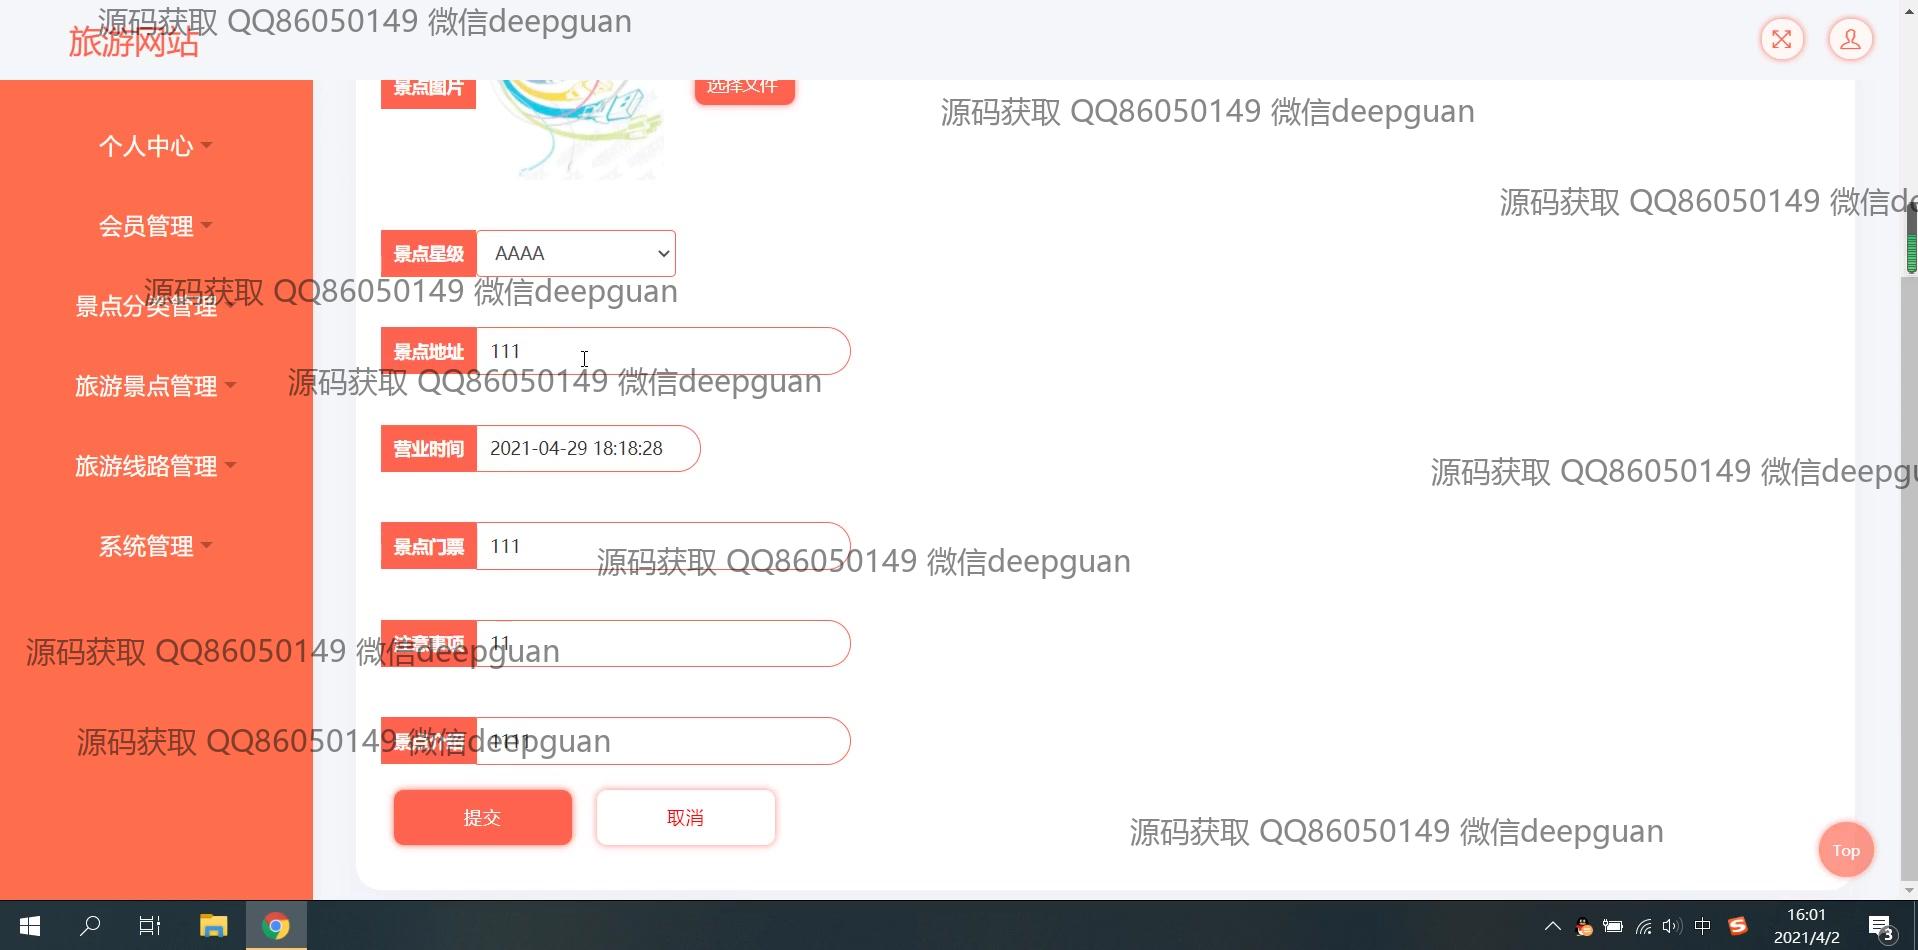 源码获取 QQ86050149 微信deepguan
旅游网站
景点图片
选择文件
源码获取 QQ86050149 微信deepguan
个人中心
源码获取 QQ86050149 微信de
会员管理
景点星级
AAAA
源码获取 QQ86050149 微信deepguan
景点分类管理
景点地址
111
源码获取 QQ86050149 微信deepguan
旅游景点管理
营业时间
2021-04-29 18:18:28
旅游线路管理
源码获取 QQ86050149 微信deepgu
景点门票
111
系统管理
源码获取 QQ86050149 微信deepguan
注意事项
11
源码获取 QQ86050149 微信deepguan
源码获取 QQ86050149 微信deepguan
提交
取消
源码获取 QQ86050149 微信deepguan
Top
中
16:01
2021/4/2
3